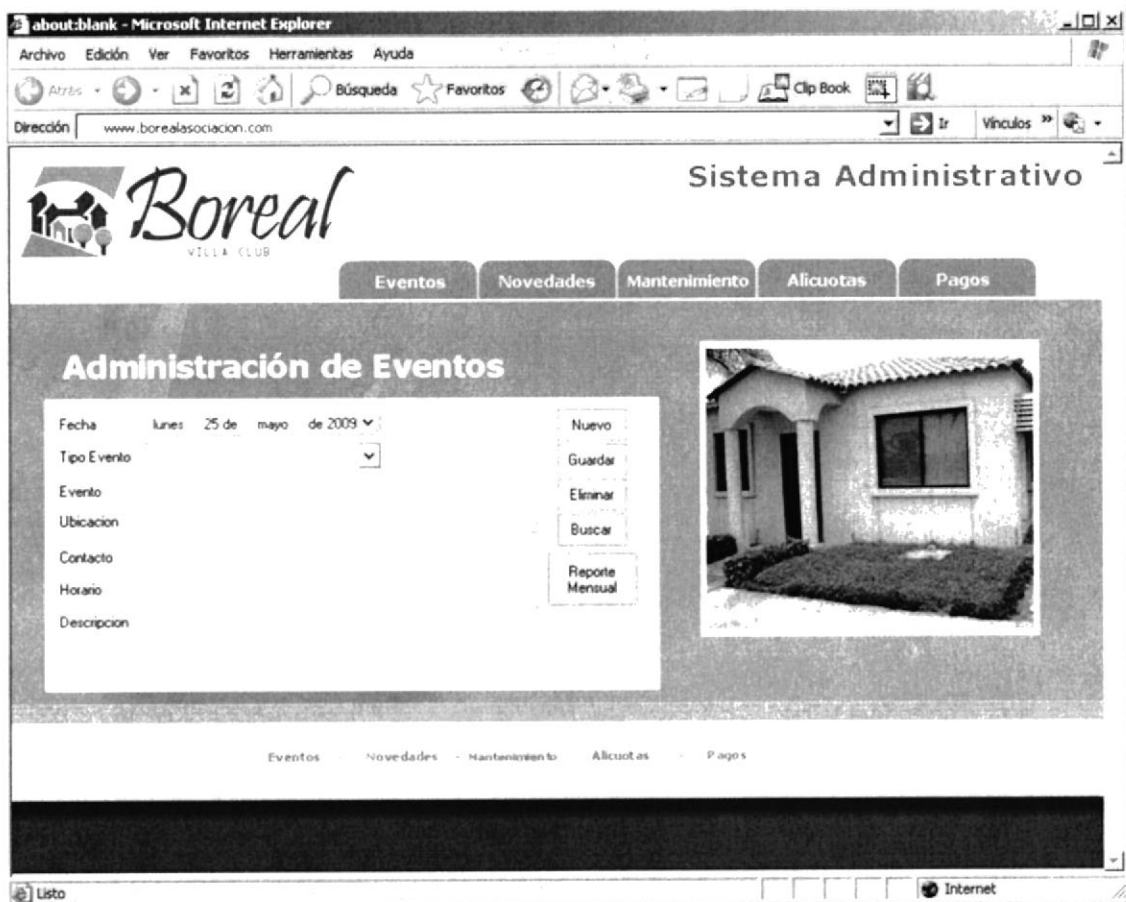 about:blank - Microsoft Internet Explorer
Archivo Edición Ver Favoritos Herramientas Ayuda
Atrás Búsqueda Favoritos Clip Book
Dirección www.borealasociacion.com Ir Vínculos »
Boreal
VILLA CLUB
Sistema Administrativo
Eventos Novedades Mantenimiento Alicuotas Pagos
Administración de Eventos
Fecha lunes 25 de mayo de 2009
Tipo Evento
Evento
Ubicacion
Contacto
Horario
Descripcion
Nuevo
Guardar
Eliminar
Buscar
Reporte
Mensual
Eventos - Novedades - Mantenimiento Alicuotas - Pagos
Listo Internet